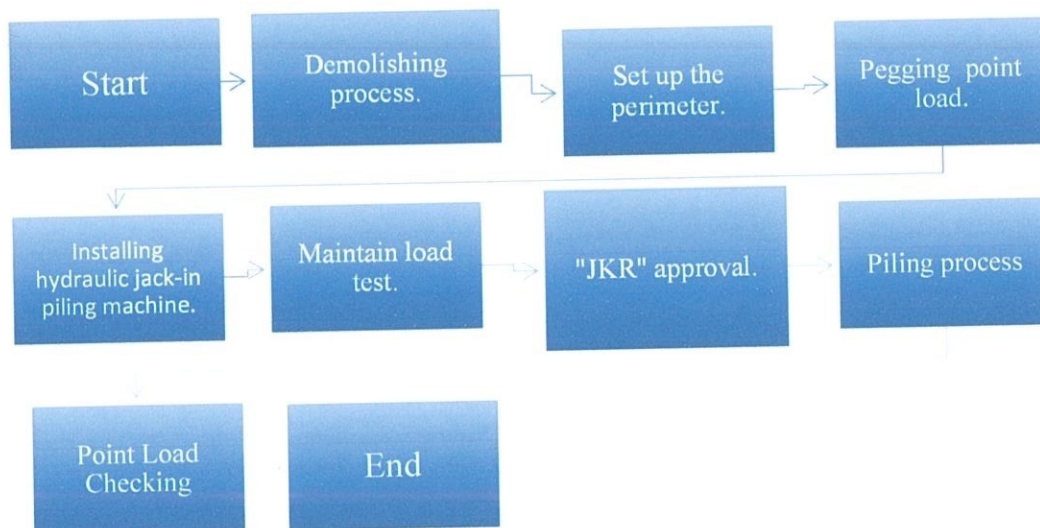 Start
Demolishing
process.
Set up the
perimeter.
Pegging point
load.
Installing
hydraulic jack-in
piling machine.
Maintain load
test.
"JKR" approval.
Piling process
Point Load
Checking
End